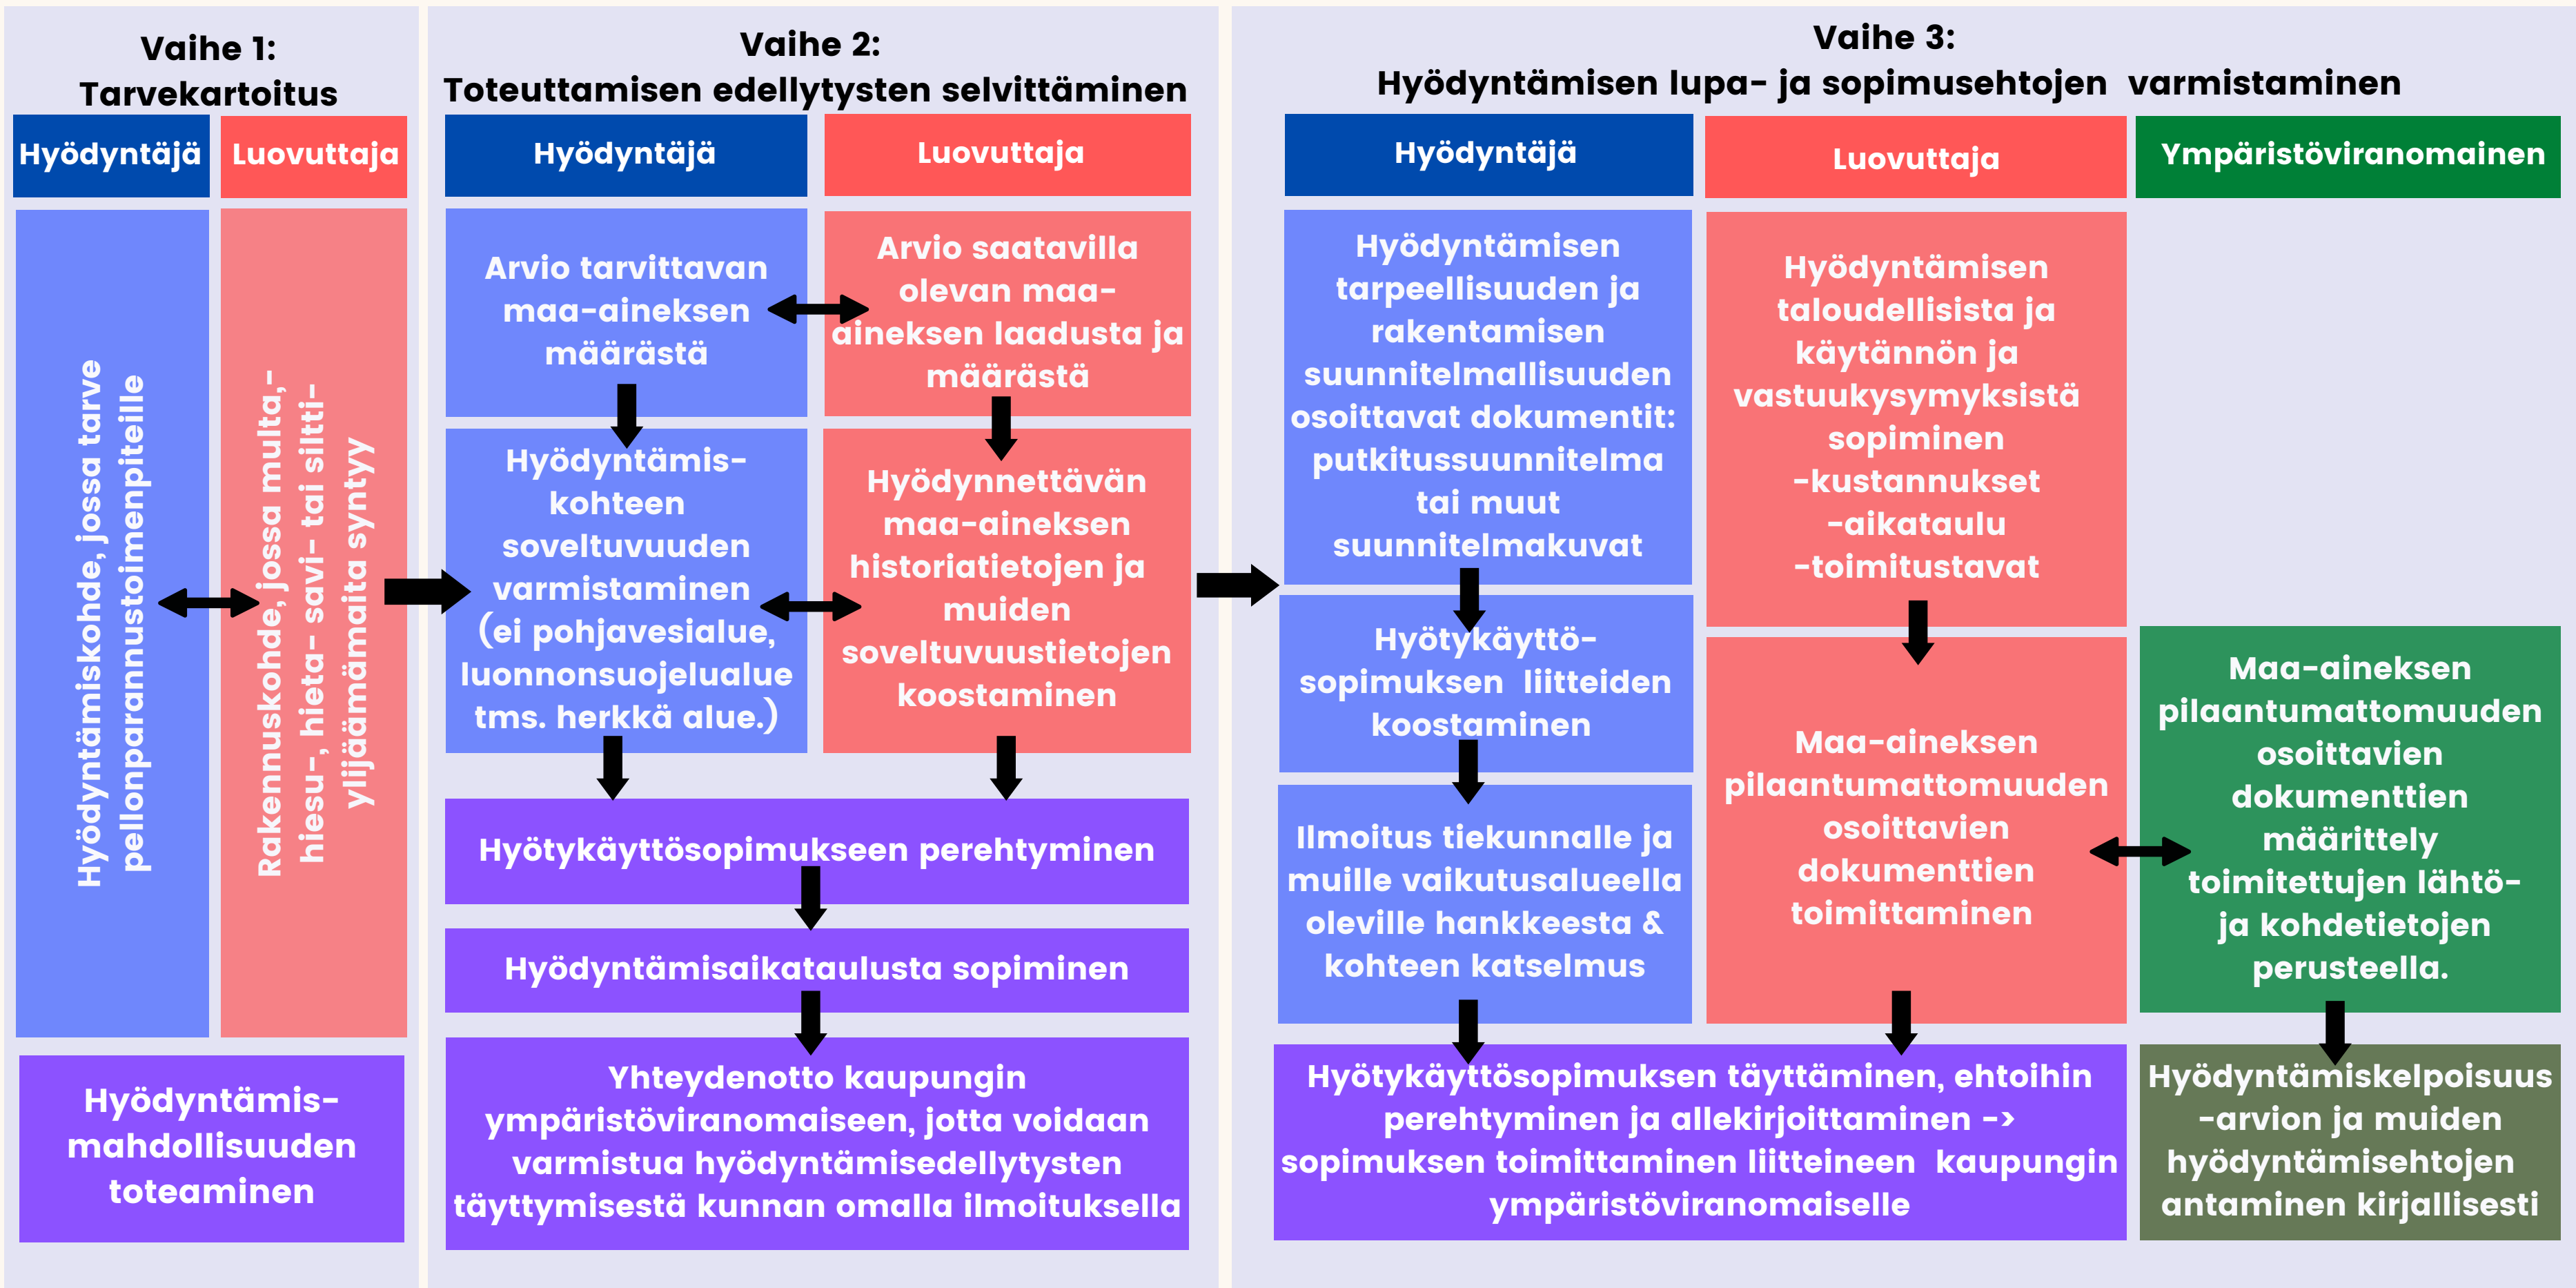 Vaihe 1:
Tarvekartoitus
Hyödyntäjä
Luovuttaja
Hyödyntämiskohde, jossa tarve
pellonparannustoimenpiteille
Rakennuskohde, jossa multa,-
hiesu-, hieta- savi- tai siltti-
ylijäämämaita syntyy
Hyödyntämis-
mahdollisuuden
toteaminen
Vaihe 2:
Toteuttamisen edellytysten selvittäminen
Hyödyntäjä
Luovuttaja
Arvio tarvittavan
maa-aineksen
määrästä
Arvio saatavilla
olevan maa-
aineksen laadusta ja
määrästä
Hyödyntämis-
kohteen
soveltuvuuden
varmistaminen
(ei pohjavesialue,
luonnonsuojelualue
tms. herkkä alue.)
Hyödynnettävän
maa-aineksen
historiatietojen ja
muiden
soveltuvuustietojen
koostaminen
Hyötykäyttösopimukseen perehtyminen
Hyödyntämisaikataulusta sopiminen
Yhteydenotto kaupungin
ympäristöviranomaiseen, jotta voidaan
varmistua hyödyntämisedellytysten
täyttymisestä kunnan omalla ilmoituksella
Vaihe 3:
Hyödyntämisen lupa- ja sopimusehtojen  varmistaminen
Hyödyntäjä
Luovuttaja
Ympäristöviranomainen
Hyödyntämisen
tarpeellisuuden ja
rakentamisen
suunnitelmallisuuden
osoittavat dokumentit:
putkitussuunnitelma
tai muut
suunnitelmakuvat
Hyötykäyttö-
sopimuksen  liitteiden
koostaminen
Ilmoitus tiekunnalle ja
muille vaikutusalueella
oleville hankkeesta &
kohteen katselmus
Hyödyntämisen
taloudellisista ja
käytännön ja
vastuukysymyksistä
sopiminen
-kustannukset
-aikataulu
-toimitustavat
Maa-aineksen
pilaantumattomuuden
osoittavien
dokumenttien
toimittaminen
Maa-aineksen
pilaantumattomuuden
osoittavien
dokumenttien
määrittely
toimitettujen lähtö-
ja kohdetietojen
perusteella.
Hyötykäyttösopimuksen täyttäminen, ehtoihin
perehtyminen ja allekirjoittaminen ->
sopimuksen toimittaminen liitteineen  kaupungin
ympäristöviranomaiselle
Hyödyntämiskelpoisuus
-arvion ja muiden
hyödyntämisehtojen
antaminen kirjallisesti